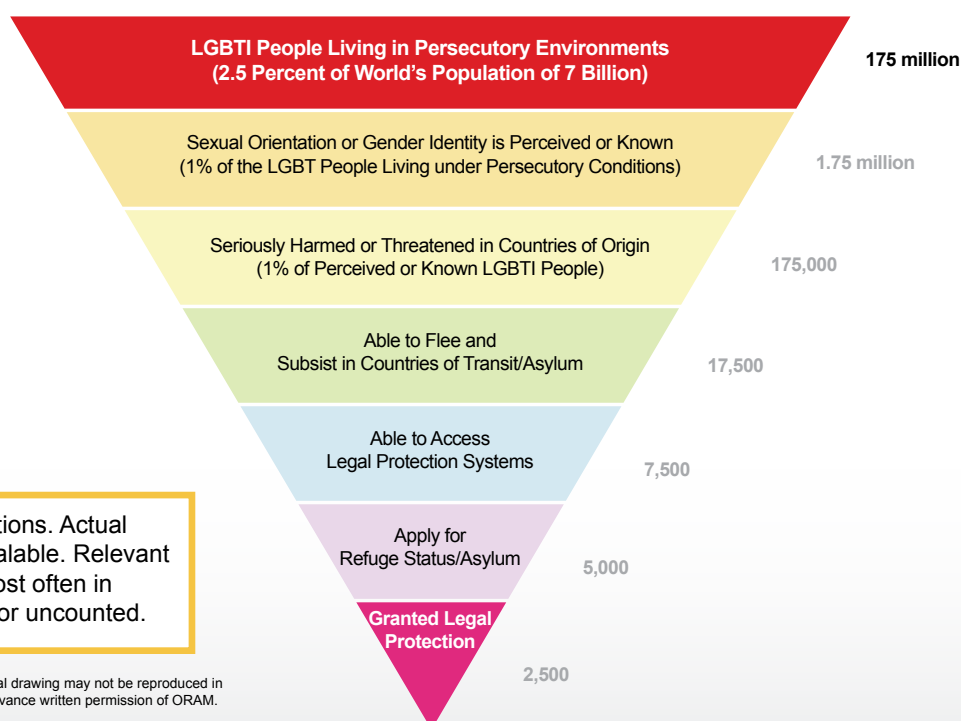 LGBTI People Living in Persecutory Environments
(2.5 Percent of World's Population of 7 Billion)
175 million
Sexual Orientation or Gender Identity is Perceived or Known
(1% of the LGBT People Living under Persecutory Conditions)
1.75 million
Seriously Harmed or Threatened in Countries of Origin
(1% of Perceived or Known LGBTI People)
175,000
Able to Flee and
Subsist in Countries of Transit/Asylum
17,500
Able to Access
Legal Protection Systems
7,500
Apply for
Refuge Status/Asylum
5,000
Granted Legal
Protection
2,500
tions. Actual
alable. Relevant
ost often in
or uncounted.
al drawing may not be reproduced in
vance written permission of ORAM.